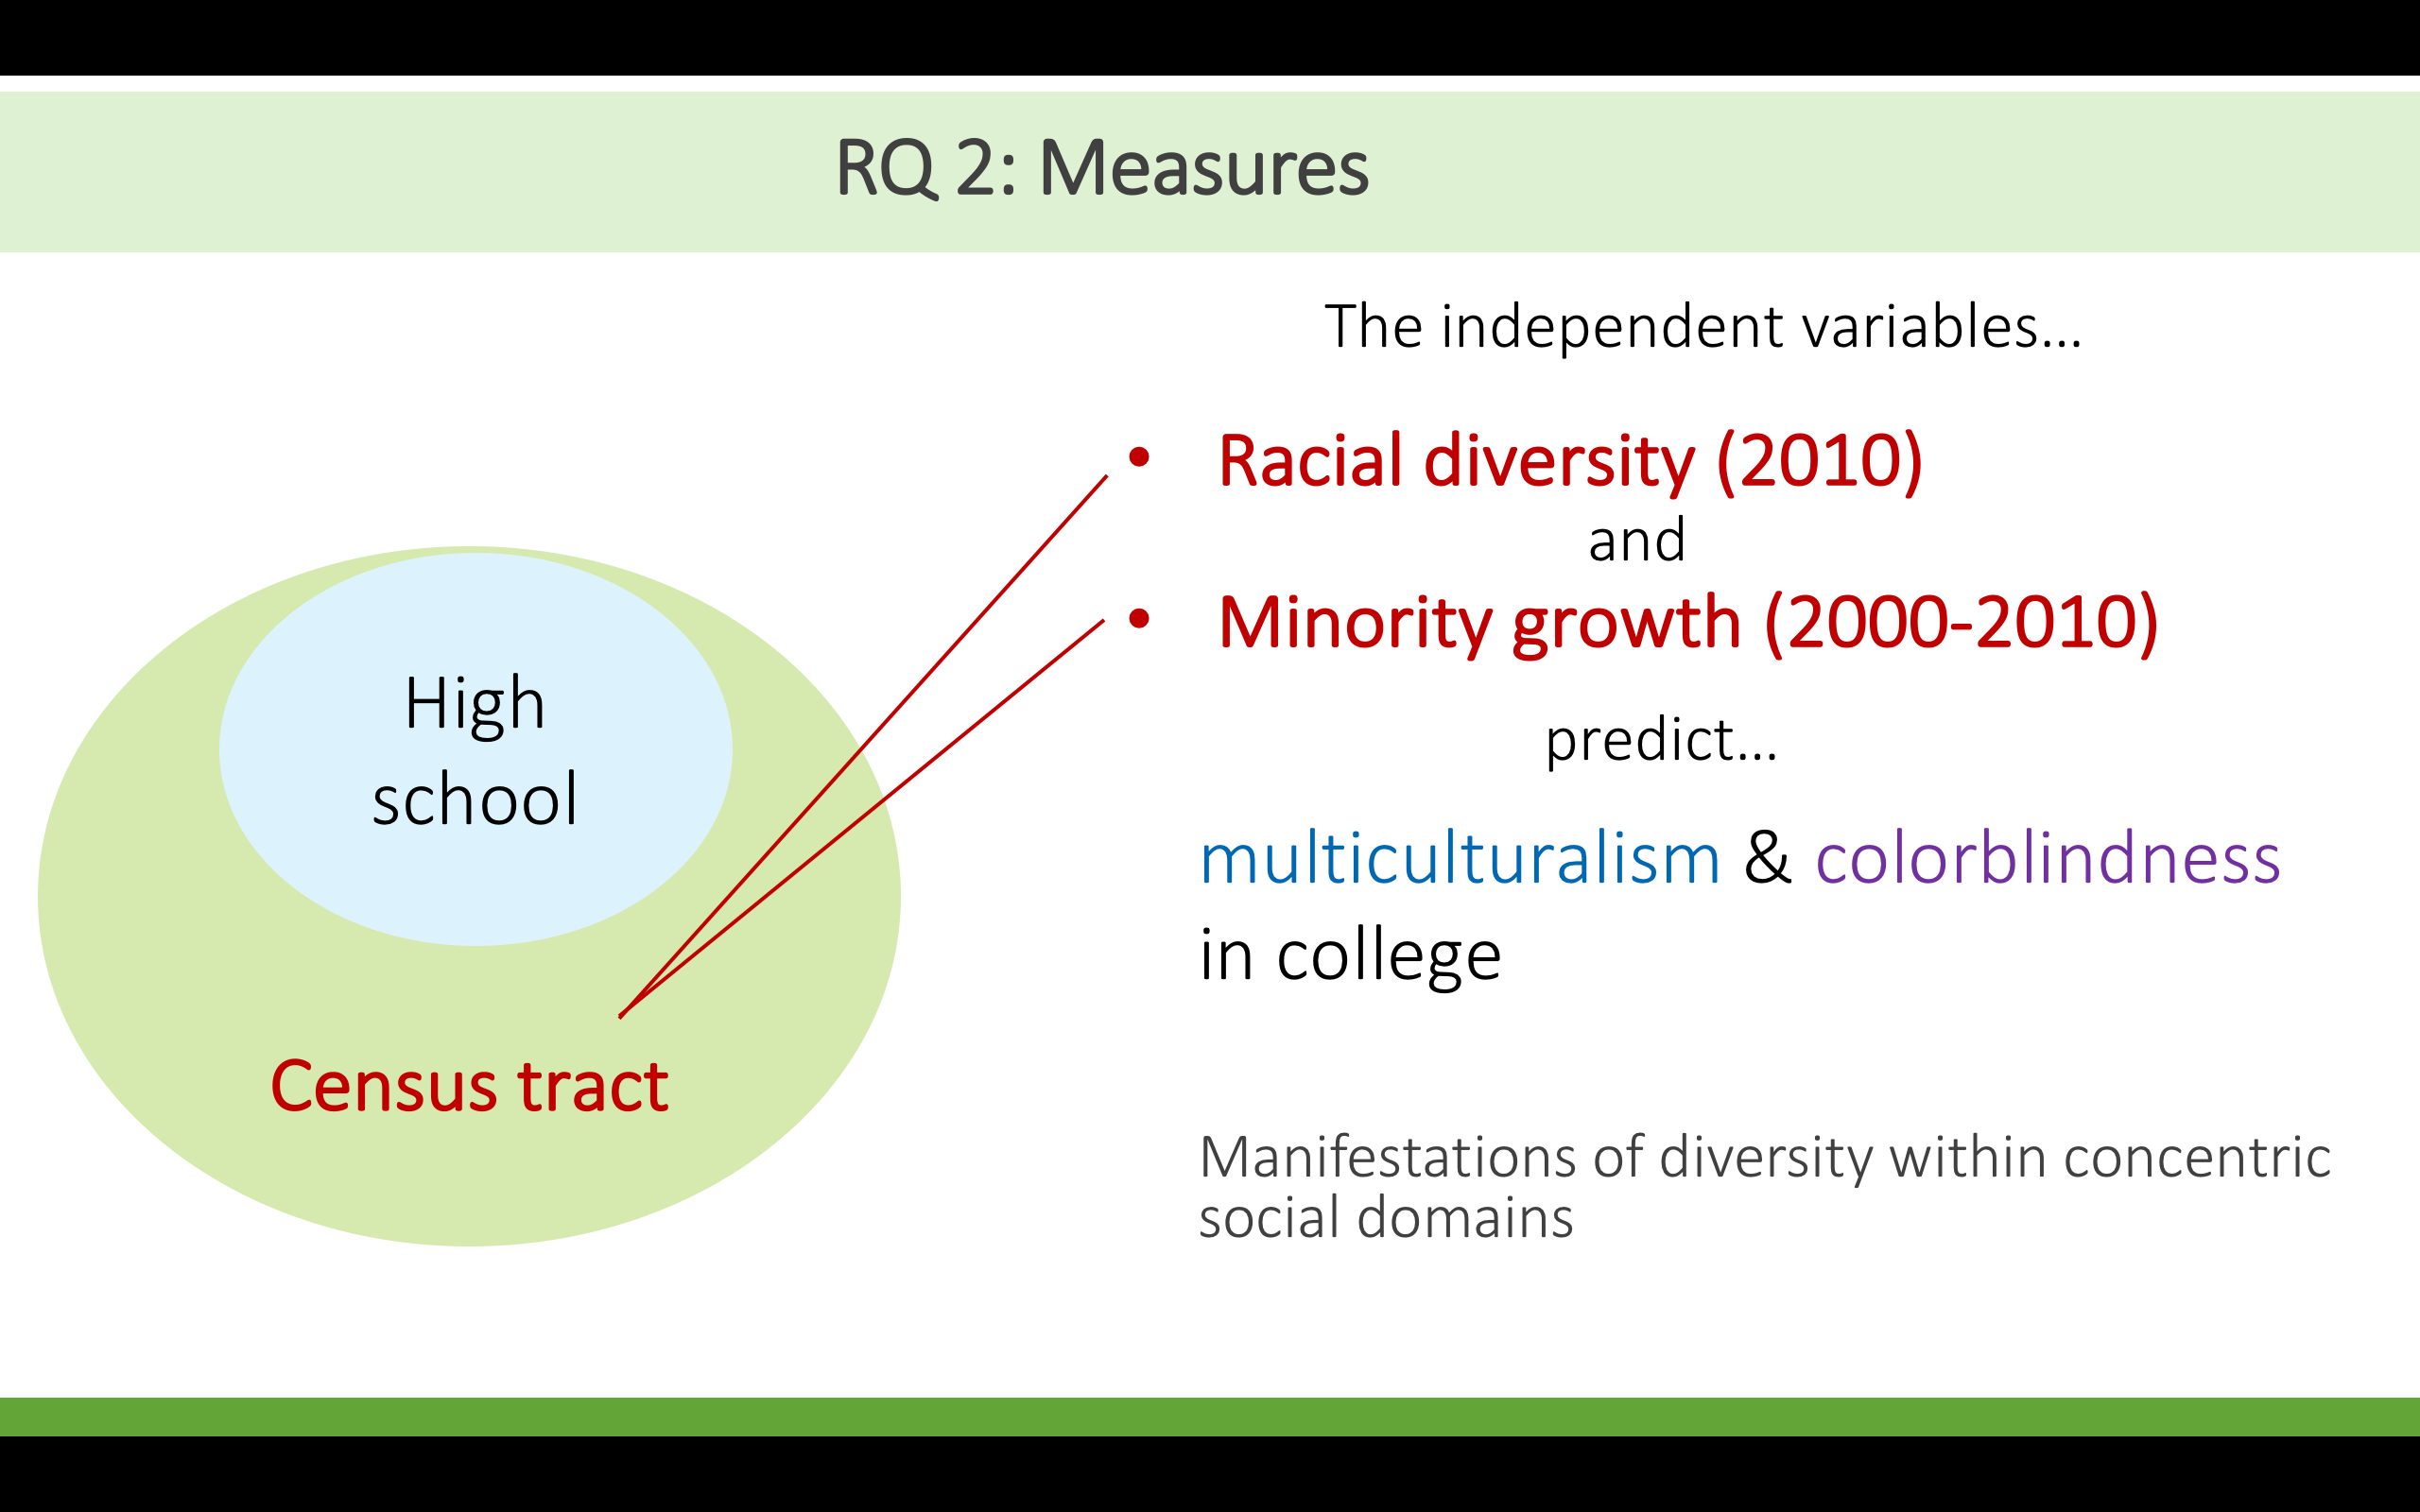 RQ 2: Measures
The independent variables...
• Racial diversity (2010)
and
• Minority growth (2000-2010)
predict...
multiculturalism & colorblindness
in college
Manifestations of diversity within concentric
social domains
High
school
Census tract